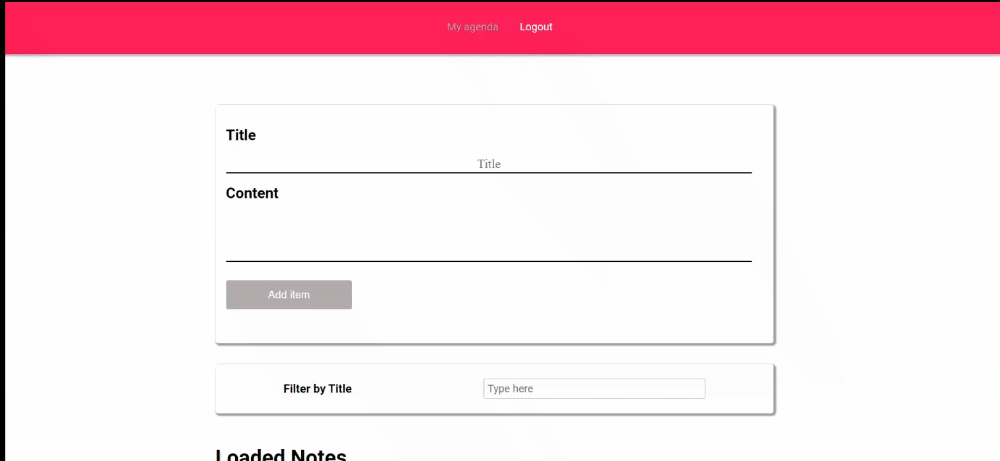 My agenda Logout
Title
Title
Content
Add item
Filter by Title Type here
Loaded Notes